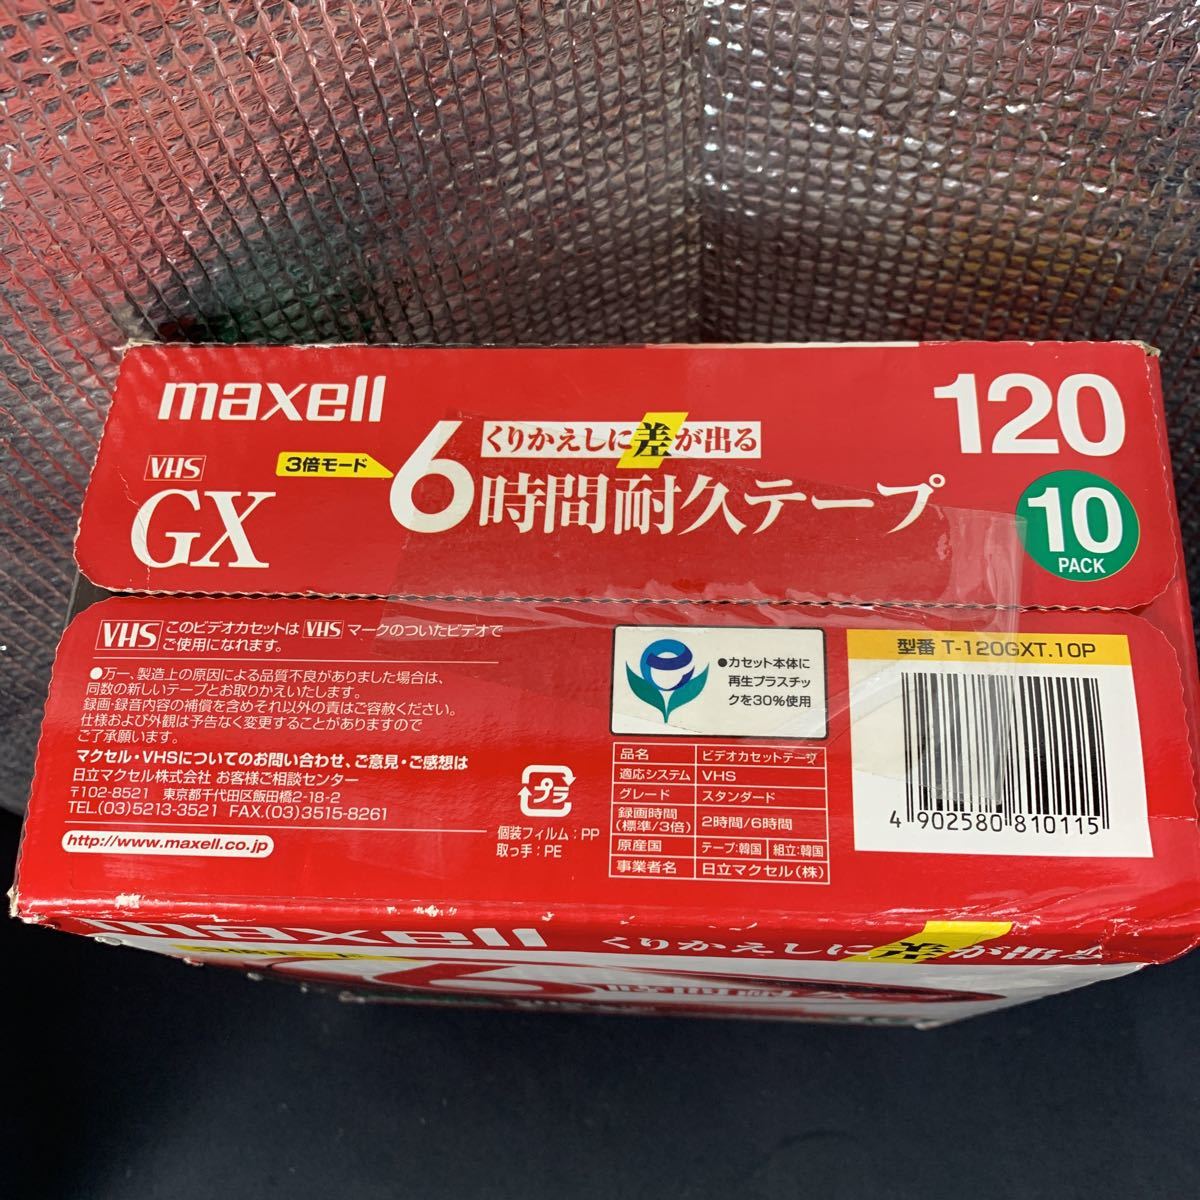 maxell
120
くりかえしに差が出る
3倍モード
6時間耐久テープ
VHS
GX
10
PACK
VHS このビデオカセットは VHS マークのついたビデオで
ご使用になれます。
●万一、製造上の原因による品質不良がありました場合は、
同数の新しいテープとお取りかえいたします。
録画・録音内容の補償を含めそれ以外の責はご容赦ください。
仕様および外観は予告なく変更することがありますので
ご了承願います。
マクセル・VHSについてのお問い合わせ、ご意見・ご感想は
日立マクセル株式会社 お客様ご相談センター
〒102-8521 東京都千代田区飯田橋2-18-2
TEL.(03)5213-3521 FAX.(03)3515-8261
http://www.maxell.co.jp
プラ
個装フィルム:PP
取っ手:PE
●カセット本体に
再生プラスチッ
クを30%使用
品名 ビデオカセットテープ
適応システム VHS
グレード スタンダード
録画時間
(標準/3倍) 2時間/6時間
原産国 テープ:韓国 組立:韓国
事業者名 日立マクセル(株)
型番 T-120GXT.10P
4 902580 810115
maxell
くりかえしに差が出る